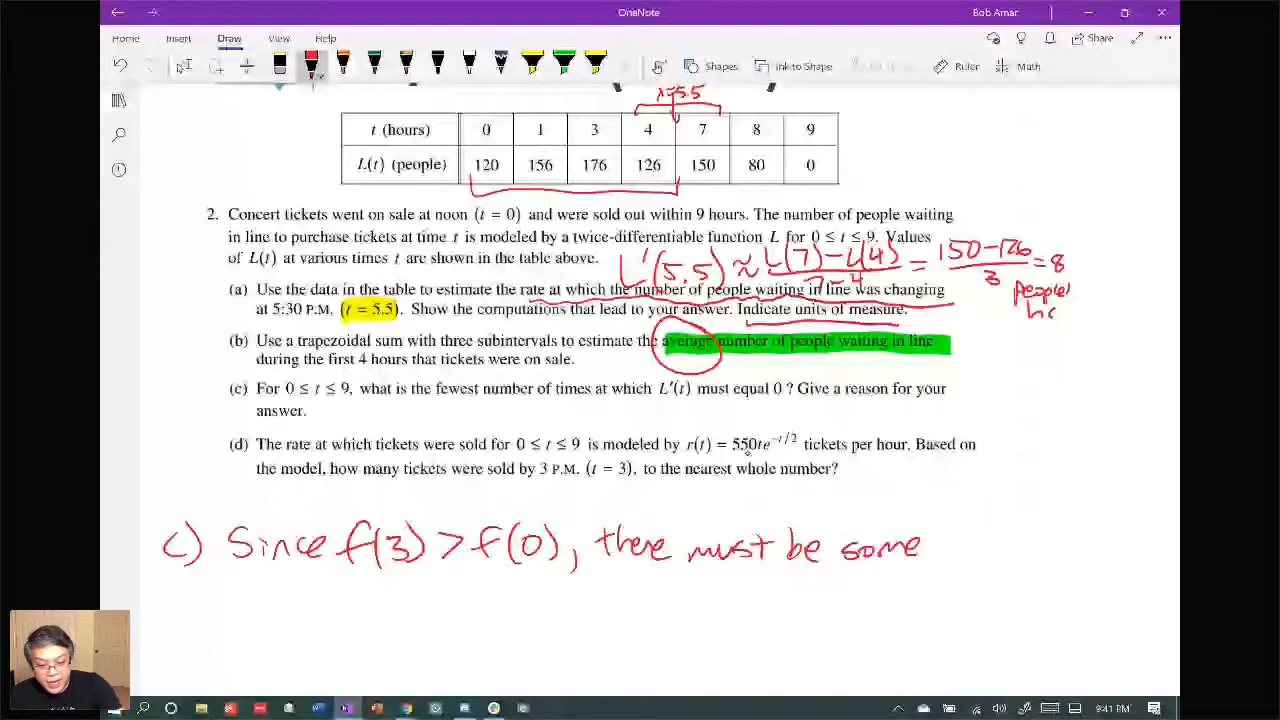 OneNote
Bob Amar
Home Insert Draw View Help
Share
Shapes Ink to Shape Ruler Math
t (hours) 0 1 3 4 7 8 9
L(t) (people) 120 156 176 126 150 80 0
2. Concert tickets went on sale at noon (t = 0) and were sold out within 9 hours. The number of people waiting
in line to purchase tickets at time t is modeled by a twice-differentiable function L for 0 ≤ t ≤ 9. Values
of L(t) at various times t are shown in the table above.
L'(5.5) ≈ L(7) - L(4) / 7 - 4 = 150 - 126 / 3 = 8
people/
(a) Use the data in the table to estimate the rate at which the number of people waiting in line was changing
at 5:30 P.M. (t = 5.5). Show the computations that lead to your answer. Indicate units of measure.
(b) Use a trapezoidal sum with three subintervals to estimate the average number of people waiting in line
during the first 4 hours that tickets were on sale.
(c) For 0 ≤ t ≤ 9, what is the fewest number of times at which L'(t) must equal 0 ? Give a reason for your
answer.
(d) The rate at which tickets were sold for 0 ≤ t ≤ 9 is modeled by r(t) = 550te^{-t/2} tickets per hour. Based on
the model, how many tickets were sold by 3 P.M. (t = 3), to the nearest whole number?
c) Since f(3) > f(0), there must be some
9:41 PM